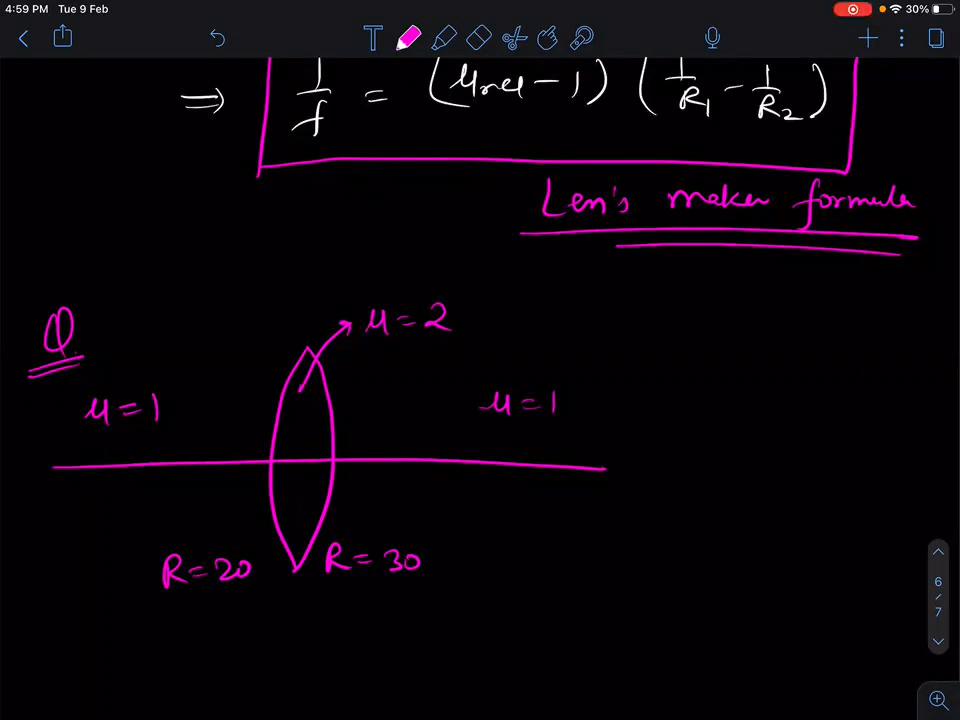 4:59 PM Tue 9 Feb
30%
T
⇒ 1/f = (μrel - 1) (1/R₁ - 1/R₂)
Len's maker formula
Q
μ = 2
μ = 1
μ = 1
R = 20
R = 30
6
/
7